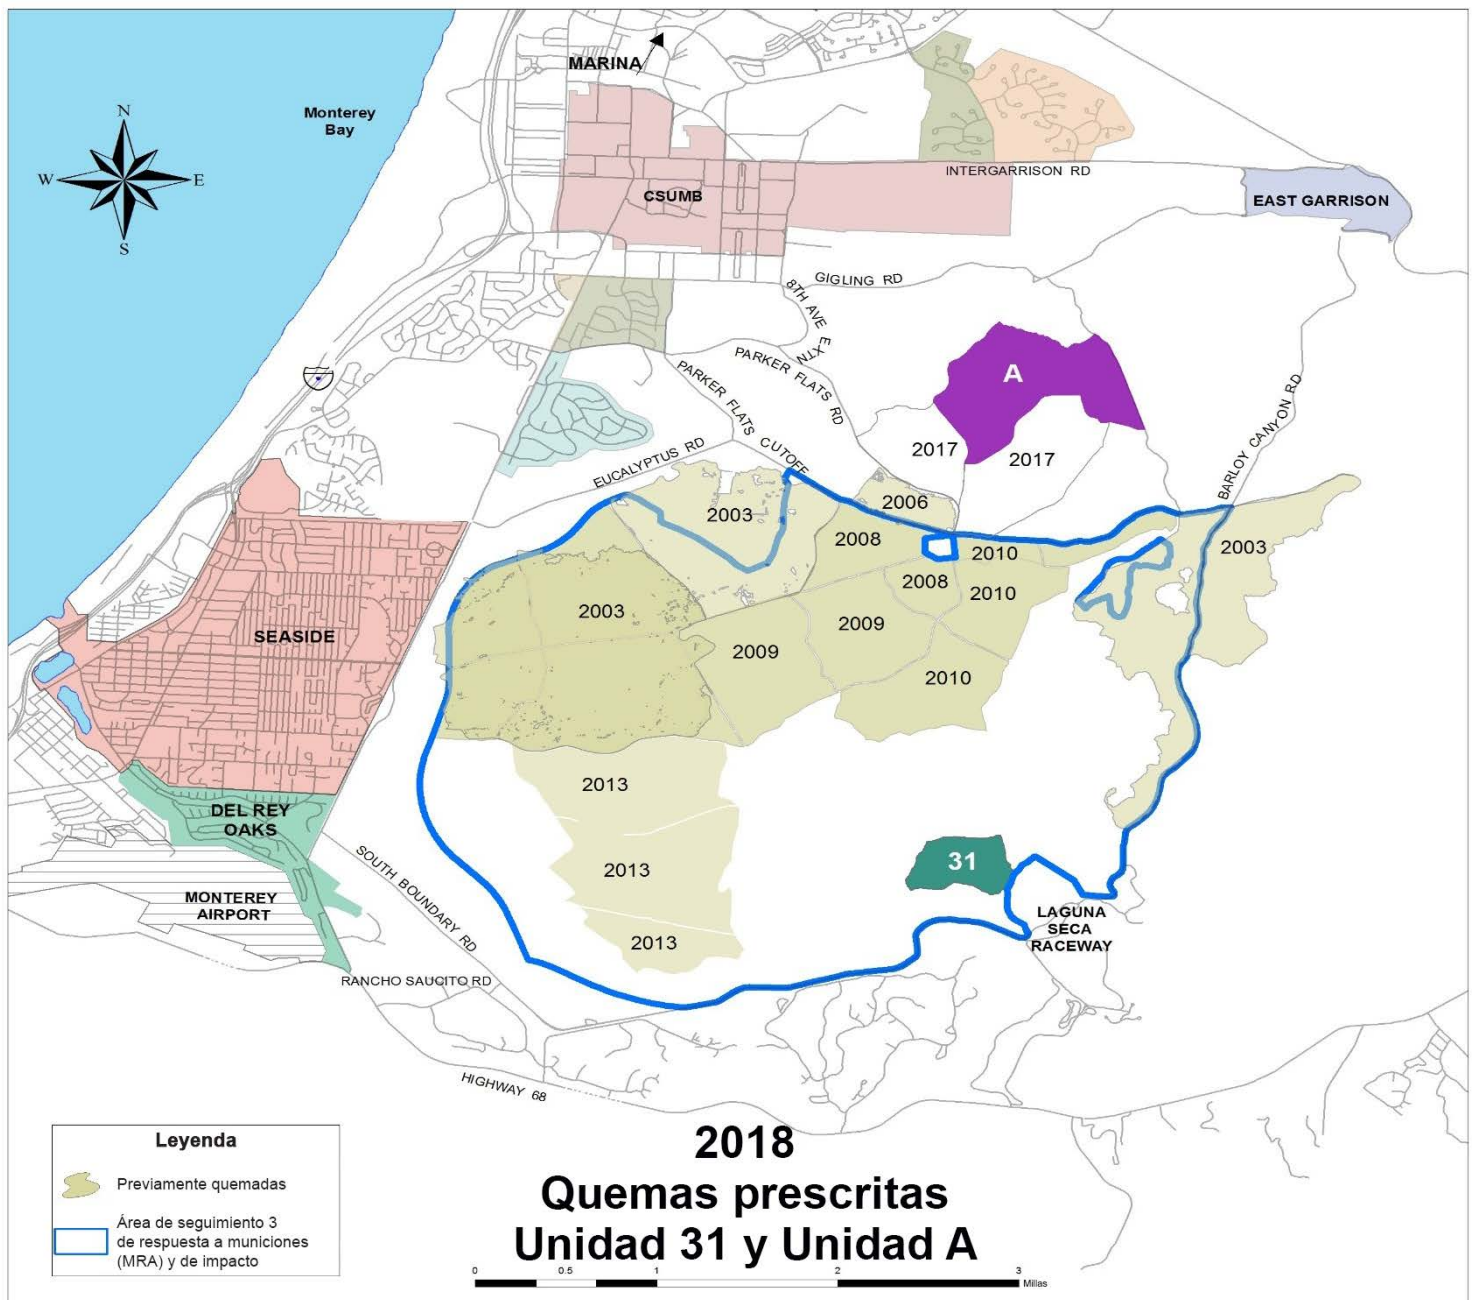 MARINA
Monterey
Bay
N
W
E
S
INTERGARRISON RD
CSUMB
EAST GARRISON
GIGLING RD
8TH AVE EXTN
PARKER FLATS RD
PARKER FLATS CUTOFF
A
BARLOY CANYON RD
EUCALYPTUS RD
2017
2017
2003
2006
2008
2010
2003
2008
2010
2003
2009
2009
2010
SEASIDE
2013
DEL REY
OAKS
31
SOUTH BOUNDARY RD
2013
MONTEREY
AIRPORT
LAGUNA
SECA
RACEWAY
2013
RANCHO SAUCITO RD
HIGHWAY 68
Leyenda
Previamente quemadas
Área de seguimiento 3
de respuesta a municiones
(MRA) y de impacto
2018
Quemas prescritas
Unidad 31 y Unidad A
0 0.5 1 2 3
Millas